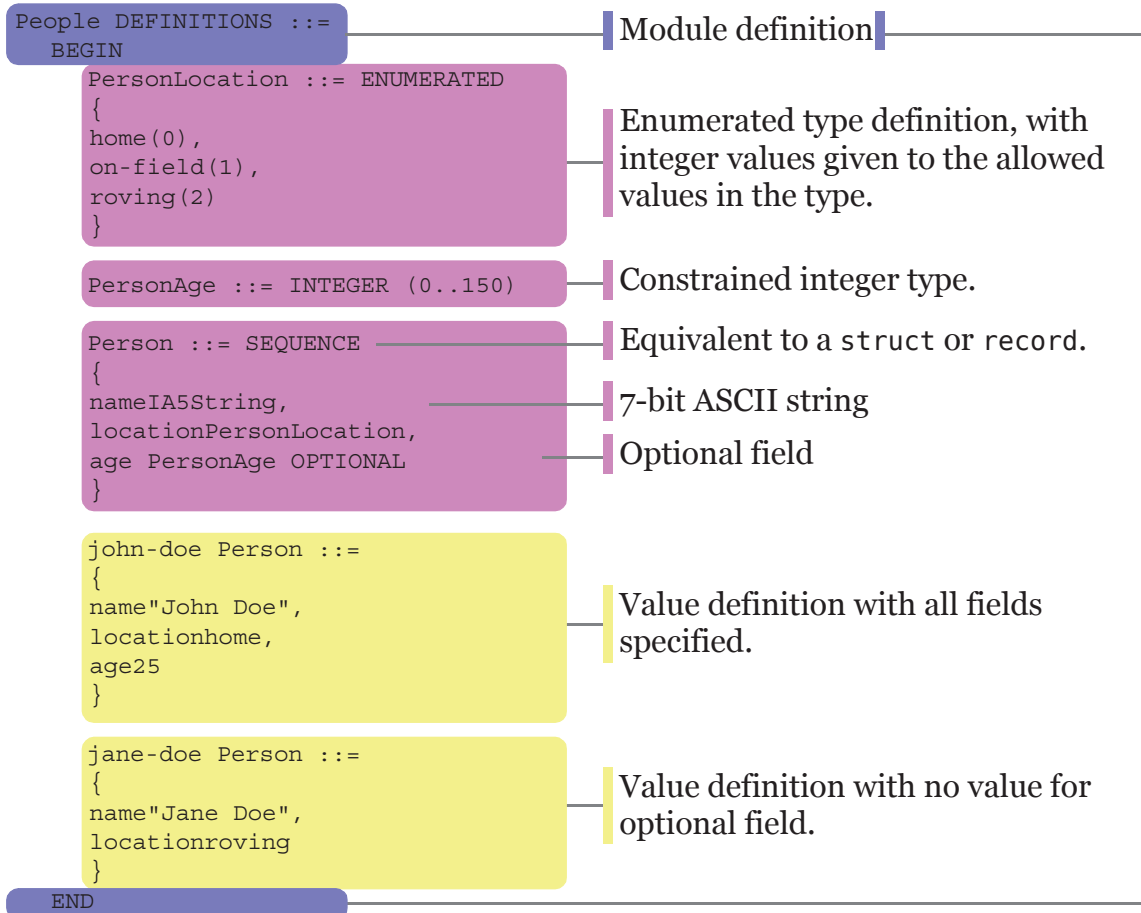 People DEFINITIONS ::=
BEGIN
Module definition
PersonLocation ::= ENUMERATED
{
home(0),
on-field(1),
roving(2)
}
Enumerated type definition, with
integer values given to the allowed
values in the type.
PersonAge ::= INTEGER (0..150)
Constrained integer type.
Person ::= SEQUENCE
Equivalent to a struct or record.
{
nameIA5String,
7-bit ASCII string
locationPersonLocation,
age PersonAge OPTIONAL
Optional field
}
john-doe Person ::=
{
name"John Doe",
locationhome,
age25
}
Value definition with all fields
specified.
jane-doe Person ::=
{
name"Jane Doe",
locationroving
}
Value definition with no value for
optional field.
END